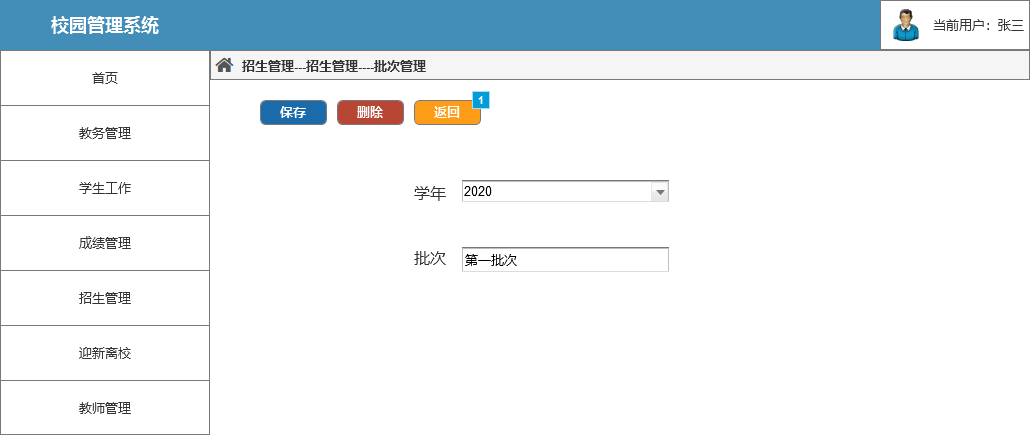 校园管理系统
当前用户：张三
首页
教务管理
学生工作
成绩管理
招生管理
迎新离校
教师管理
招生管理---招生管理----批次管理
保存 删除 返回 1
学年 2020
批次 第一批次